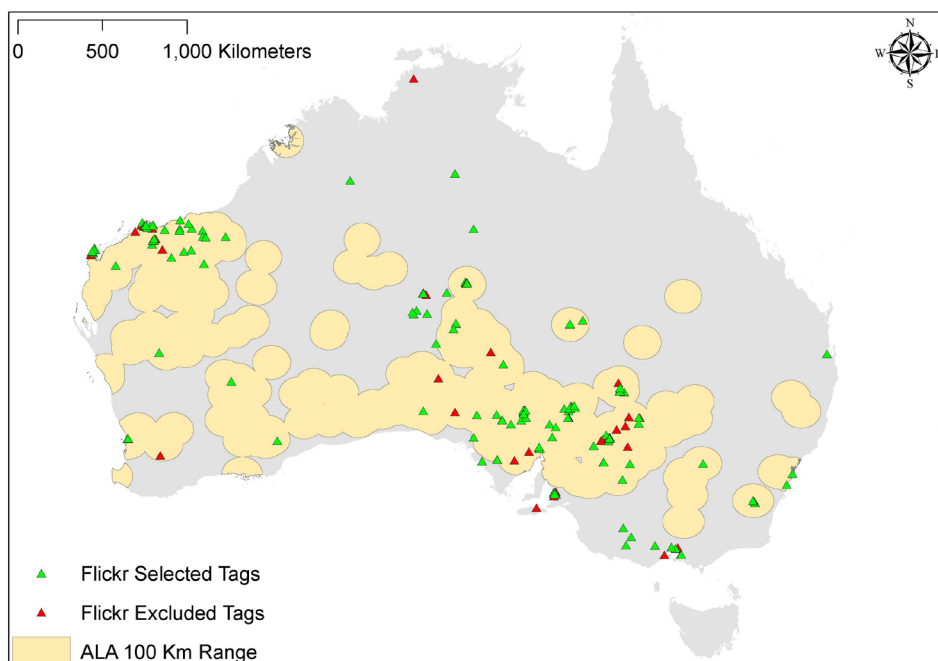 0 500 1,000 Kilometers
N
W E
S
Flickr Selected Tags
Flickr Excluded Tags
ALA 100 Km Range